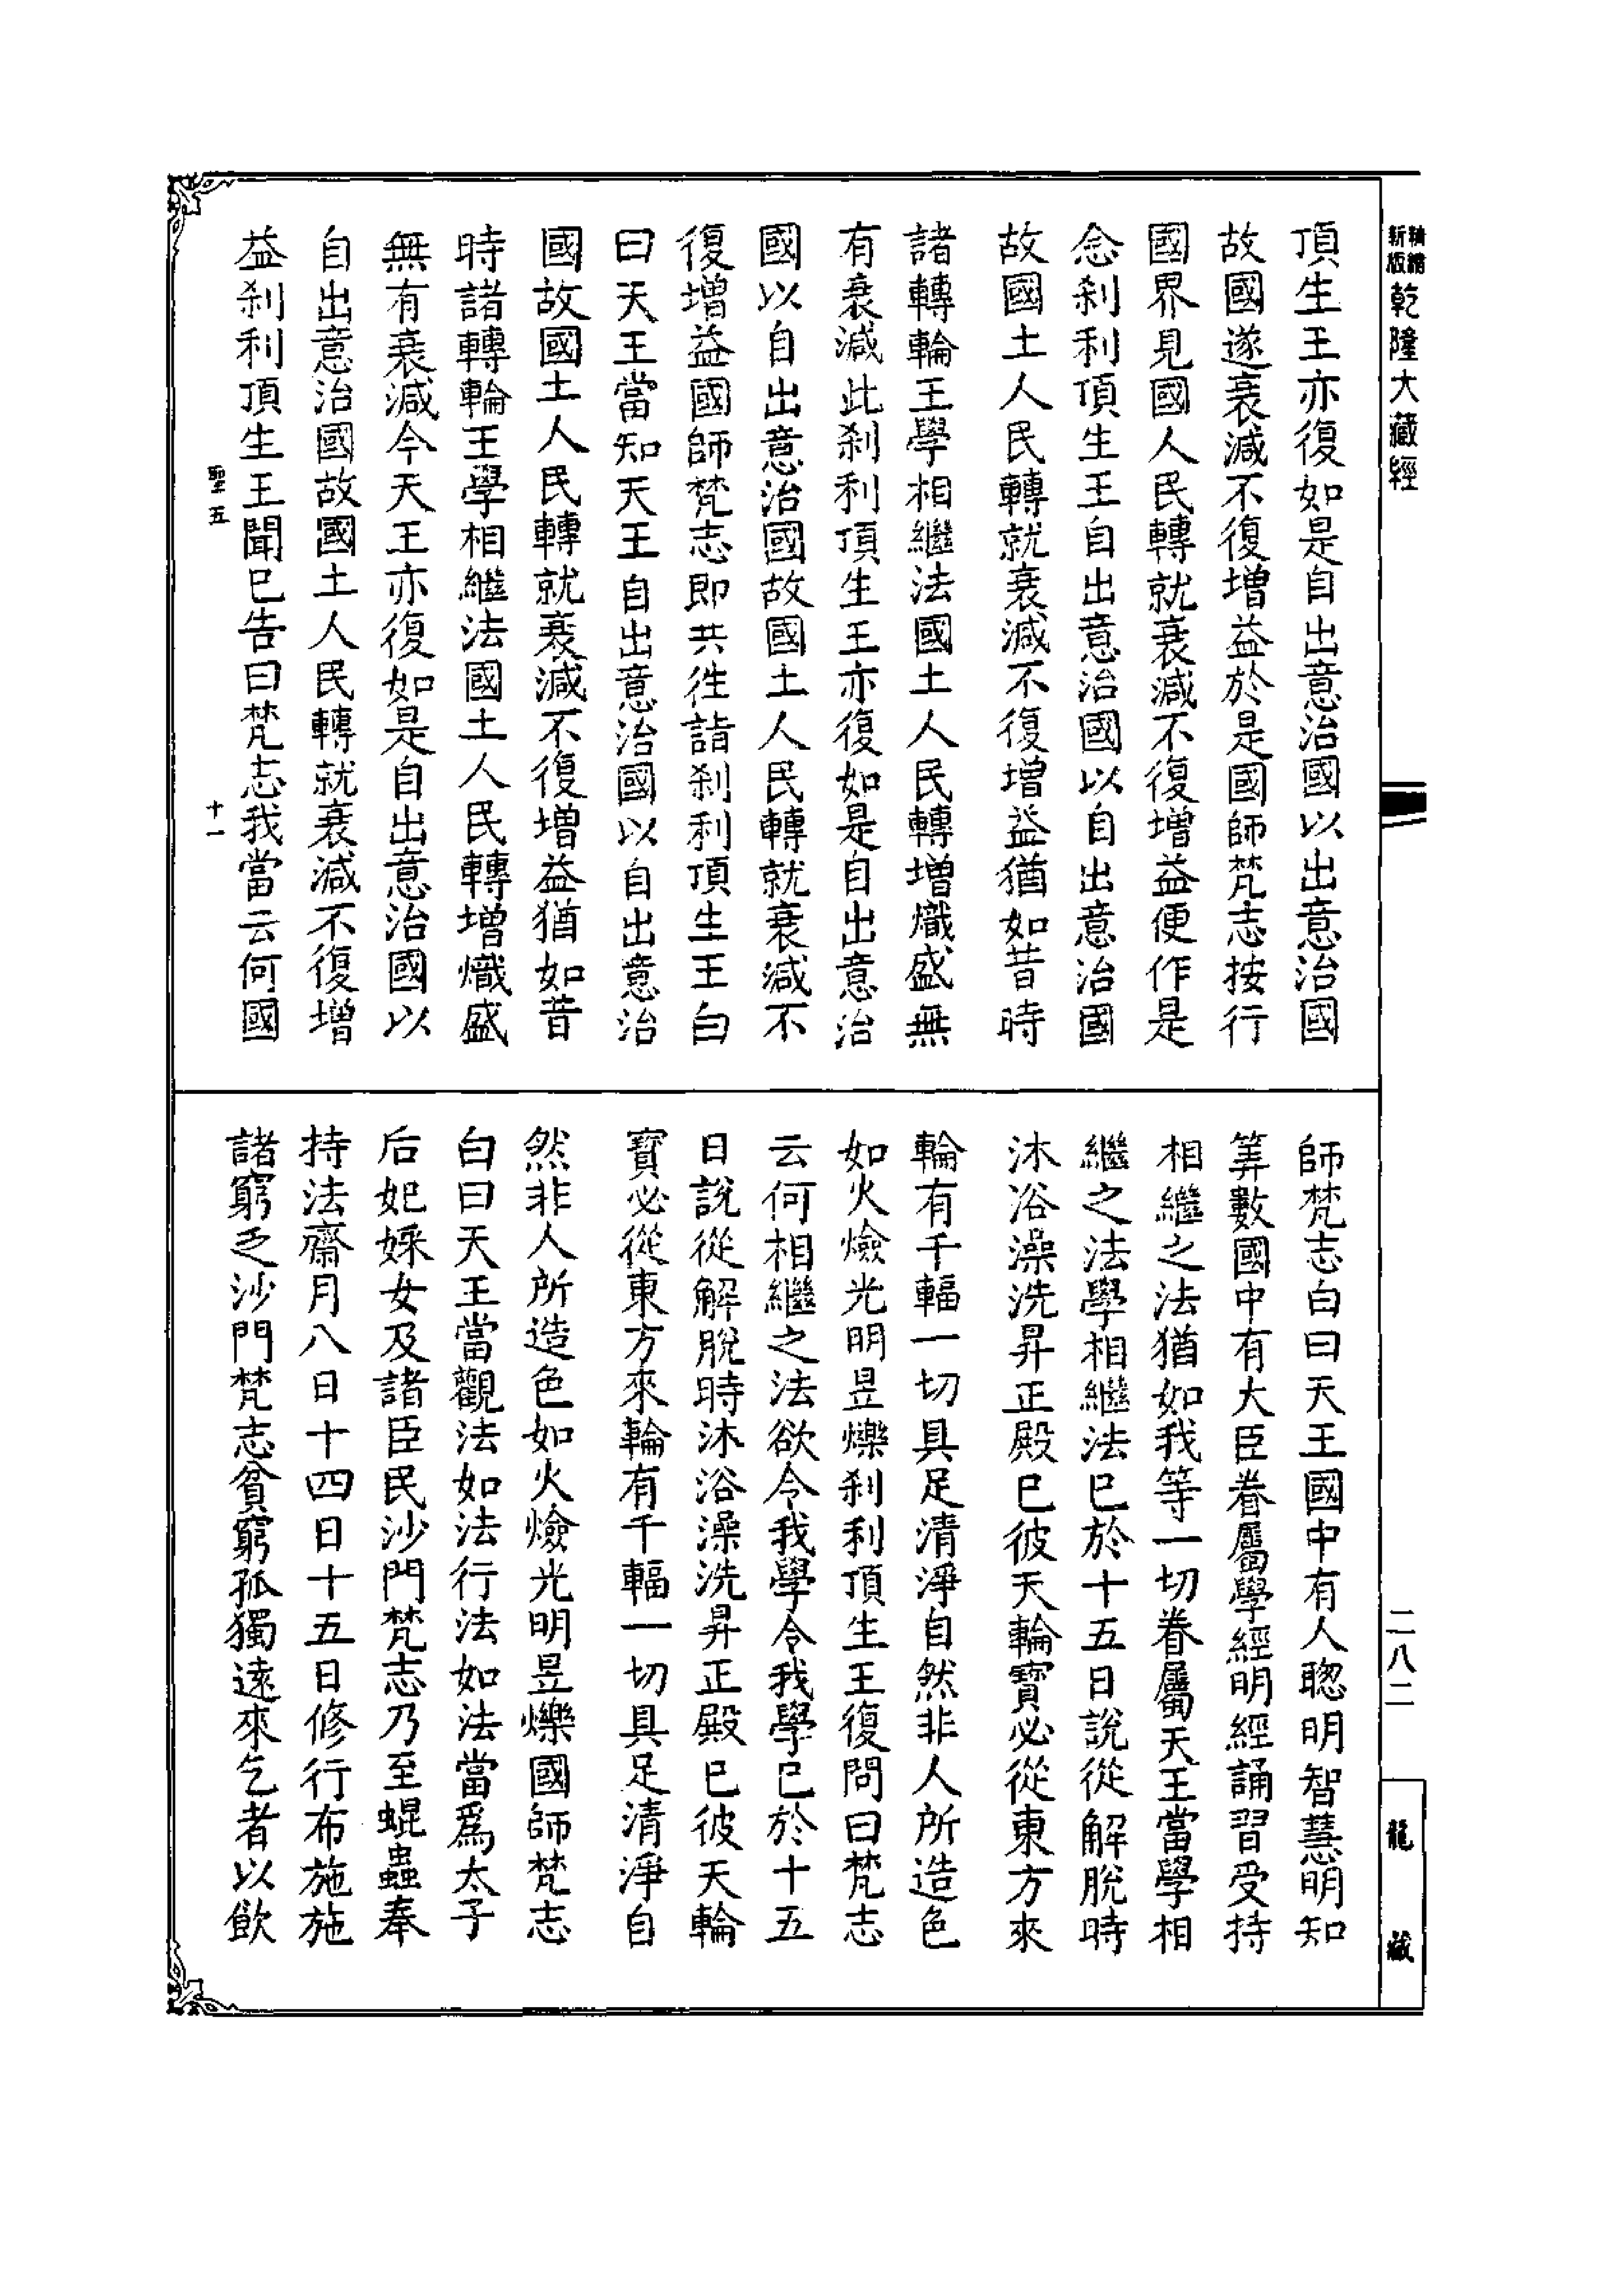 精縮
新版
乾隆大藏經
頂生王亦復如是自出意治國以出意治國
故國遂衰減不復增益於是國師梵志按行
國界見國人民轉就衰減不復增益便作是
念剎利頂生王自出意治國以自出意治國
故國土人民轉就衰減不復增益猶如昔時
諸轉輪王學相繼法國土人民轉增熾盛無
有衰減此剎利頂生王亦復如是自出意治
國以自出意治國故國土人民轉就衰減不
復增益國師梵志即共往詣剎利頂生王白
曰天王當知天王自出意治國以自出意治
國故國土人民轉就衰減不復增益猶如昔
時諸轉輪王學相繼法國土人民轉增熾盛
無有衰減今天王亦復如是自出意治國以
自出意治國故國土人民轉就衰減不復增
益剎利頂生王聞已告曰梵志我當云何國
聖五
十一
師梵志白曰天王國中有人聰明智慧明知
筭數國中有大臣眷屬學經明經誦習受持
相繼之法猶如我等一切眷屬天王當學相
繼之法學相繼法已於十五日說從解脫時
沐浴澡洗昇正殿已彼天輪寶必從東方來
輪有千輻一切具足清淨自然非人所造色
如火燄光明昱爍剎利頂生王復問曰梵志
云何相繼之法欲令我學令我學已於十五
日說從解脫時沐浴澡洗昇正殿已彼天輪
寶必從東方來輪有千輻一切具足清淨自
然非人所造色如火燄光明昱爍國師梵志
白曰天王當觀法如法行法如法當爲太子
后妃婇女及諸臣民沙門梵志乃至蜫蟲奉
持法齋月八日十四日十五日修行布施施
諸窮乏沙門梵志貧窮孤獨遠來乞者以飲
二八二
龍藏